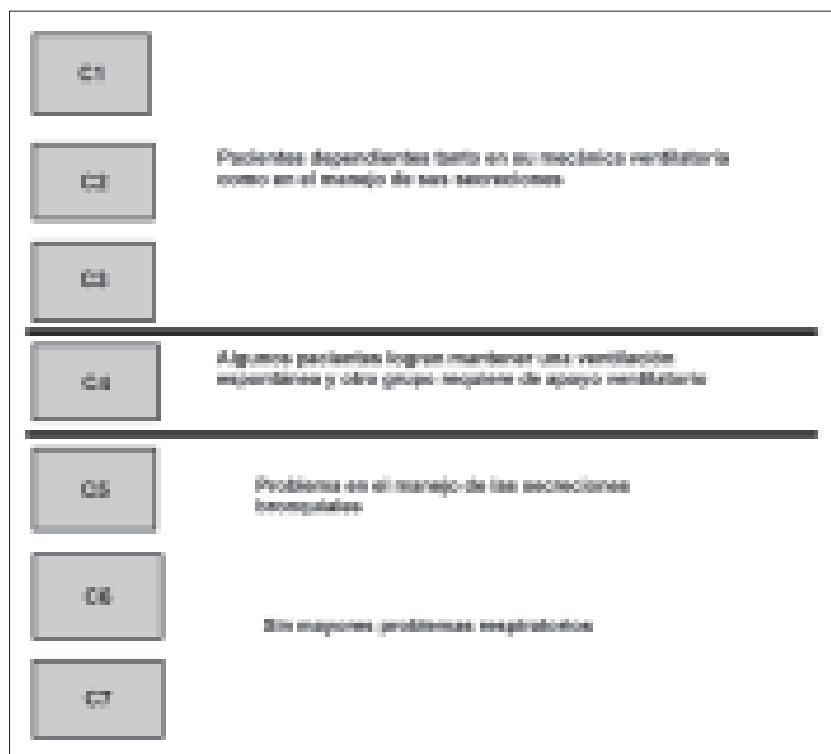 C1
Pacientes dependientes tanto en su mecánica ventilatoria
C2
como en el manejo de sus secreciones
C3
Algunos pacientes logran mantener una ventilación
C4
espontánea y otro grupo requiere de apoyo ventilatorio
C5
Problema en el manejo de las secreciones
bronquiales
C6
Sin mayores problemas respiratorios
C7